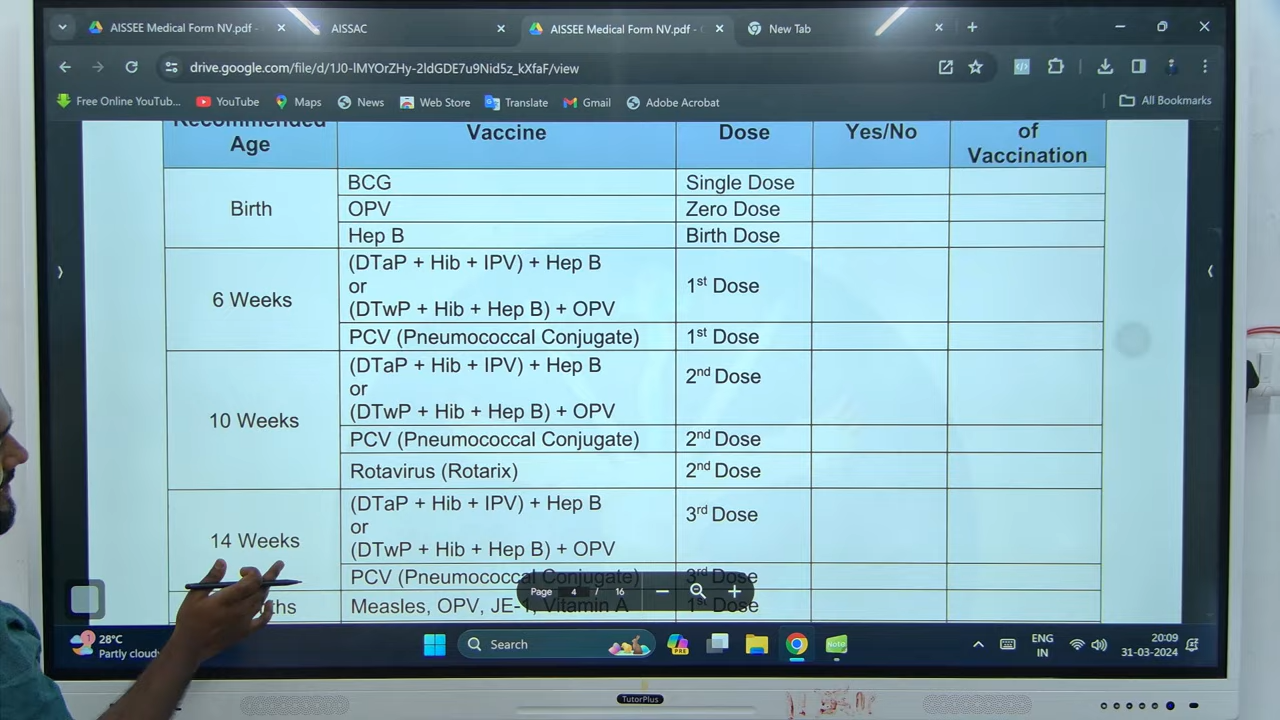 AISSEE Medical Form NV.pdf -
AISSAC
AISSEE Medical Form NV.pdf -
New Tab
drive.google.com/file/d/1J0-lMYOrZHy-2ldGDE7u9Nid5z_kXfaF/view
Free Online YouTub...
YouTube
Maps
News
Web Store
Translate
Gmail
Adobe Acrobat
All Bookmarks
Recommended Age
Vaccine
Dose
Yes/No
of Vaccination
Birth
BCG
Single Dose
OPV
Zero Dose
Hep B
Birth Dose
6 Weeks
(DTaP + Hib + IPV) + Hep B
or
(DTwP + Hib + Hep B) + OPV
1st Dose
PCV (Pneumococcal Conjugate)
1st Dose
10 Weeks
(DTaP + Hib + IPV) + Hep B
or
(DTwP + Hib + Hep B) + OPV
2nd Dose
PCV (Pneumococcal Conjugate)
2nd Dose
Rotavirus (Rotarix)
2nd Dose
14 Weeks
(DTaP + Hib + IPV) + Hep B
or
(DTwP + Hib + Hep B) + OPV
3rd Dose
PCV (Pneumococcal Conjugate)
3rd Dose
Measles, OPV, JE-1, Vitamin A
1st Dose
Page 4 / 16
28°C
Partly cloudy
Search
PRE
Note
ENG
IN
20:09
31-03-2024
TutorPlus